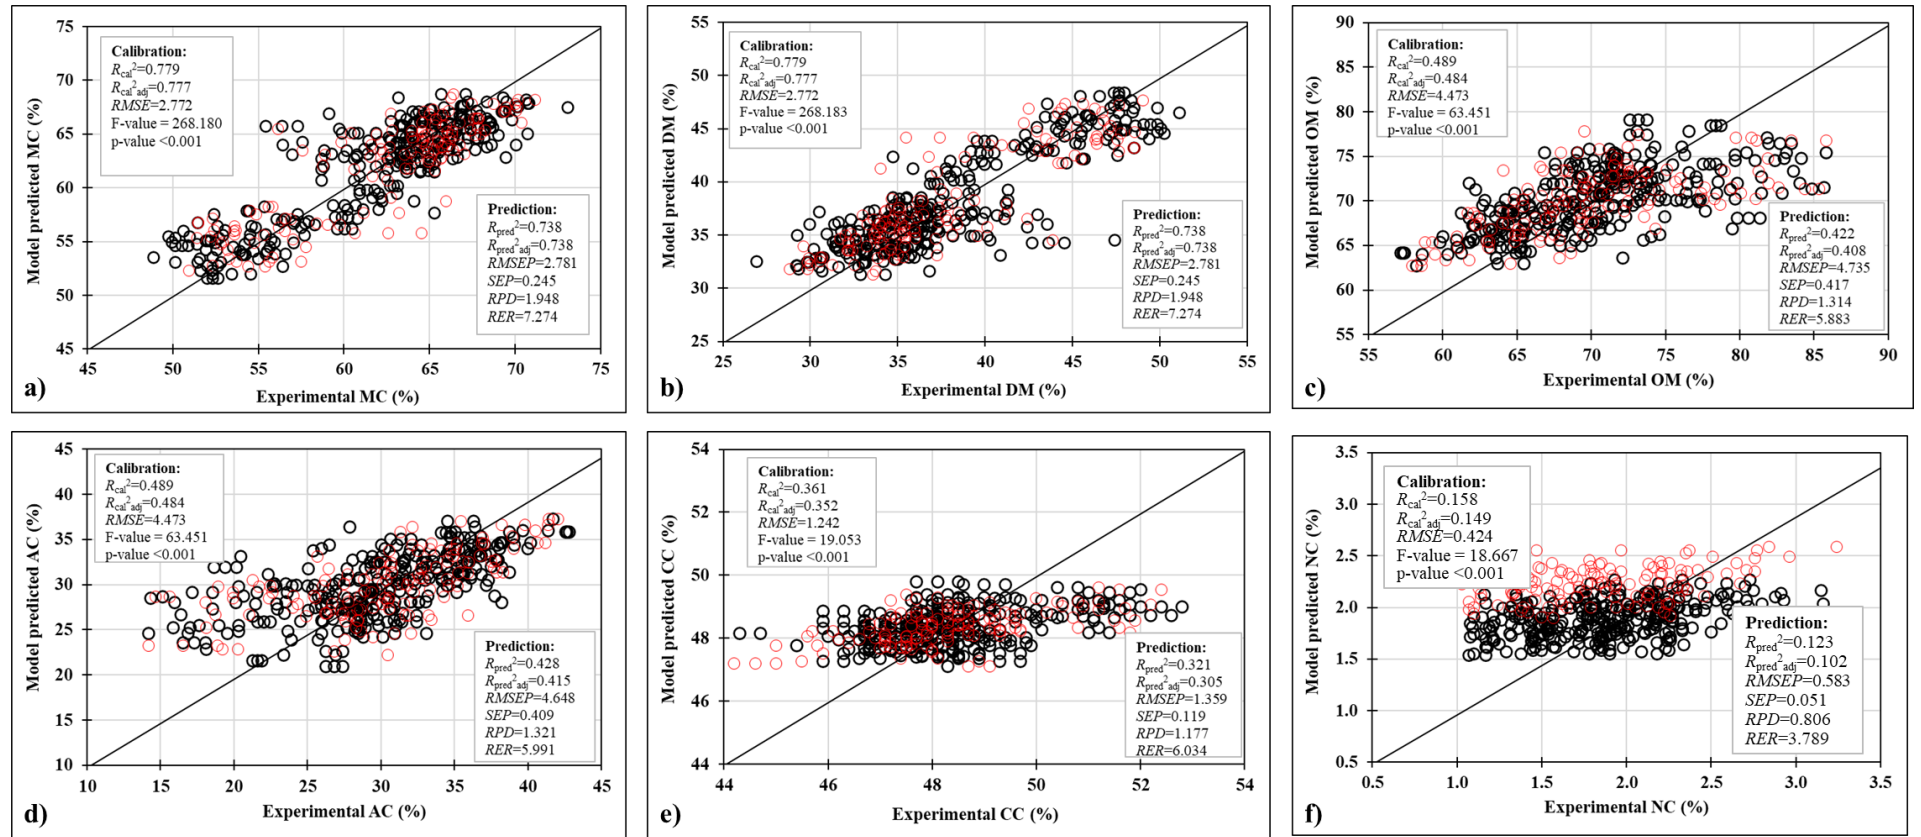 75
70
65
60
55
50
45
45
50
55
60
65
70
75
Model predicted MC (%)
Experimental MC (%)
a)
Calibration:
Rcal²=0.779
Rcal²adj=0.777
RMSE=2.772
F-value = 268.180
p-value <0.001
Prediction:
Rpred²=0.738
Rpred²adj=0.738
RMSEP=2.781
SEP=0.245
RPD=1.948
RER=7.274
55
50
45
40
35
30
25
25
30
35
40
45
50
55
Model predicted DM (%)
Experimental DM (%)
b)
Calibration:
Rcal²=0.779
Rcal²adj=0.777
RMSE=2.772
F-value = 268.183
p-value <0.001
Prediction:
Rpred²=0.738
Rpred²adj=0.738
RMSEP=2.781
SEP=0.245
RPD=1.948
RER=7.274
90
85
80
75
70
65
60
55
55
60
65
70
75
80
85
90
Model predicted OM (%)
Experimental OM (%)
c)
Calibration:
Rcal²=0.489
Rcal²adj=0.484
RMSE=4.473
F-value = 63.451
p-value <0.001
Prediction:
Rpred²=0.422
Rpred²adj=0.408
RMSEP=4.735
SEP=0.417
RPD=1.314
RER=5.883
45
40
35
30
25
20
15
10
10
15
20
25
30
35
40
45
Model predicted AC (%)
Experimental AC (%)
d)
Calibration:
Rcal²=0.489
Rcal²adj=0.484
RMSE=4.473
F-value = 63.451
p-value <0.001
Prediction:
Rpred²=0.428
Rpred²adj=0.415
RMSEP=4.648
SEP=0.409
RPD=1.321
RER=5.991
54
52
50
48
46
44
44
46
48
50
52
54
Model predicted CC (%)
Experimental CC (%)
e)
Calibration:
Rcal²=0.361
Rcal²adj=0.352
RMSE=1.242
F-value = 19.053
p-value <0.001
Prediction:
Rpred²=0.321
Rpred²adj=0.305
RMSEP=1.359
SEP=0.119
RPD=1.177
RER=6.034
3.5
3.0
2.5
2.0
1.5
1.0
0.5
0.5
1.0
1.5
2.0
2.5
3.0
3.5
Model predicted NC (%)
Experimental NC (%)
f)
Calibration:
Rcal²=0.158
Rcal²adj=0.149
RMSE=0.424
F-value = 18.667
p-value <0.001
Prediction:
Rpred²=0.123
Rpred²adj=0.102
RMSEP=0.583
SEP=0.051
RPD=0.806
RER=3.789